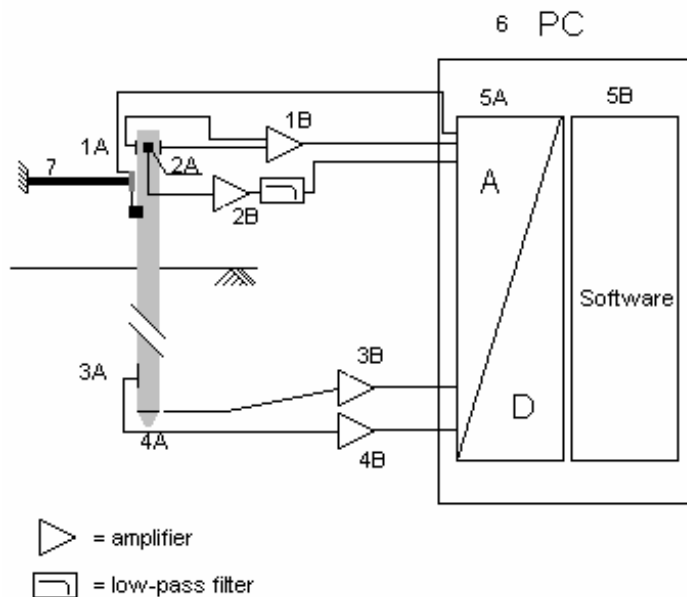 6 PC
5A 5B
1B
1A
2A
7
A
2B
Software
3B
3A
D
4A
4B
= amplifier
= low-pass filter